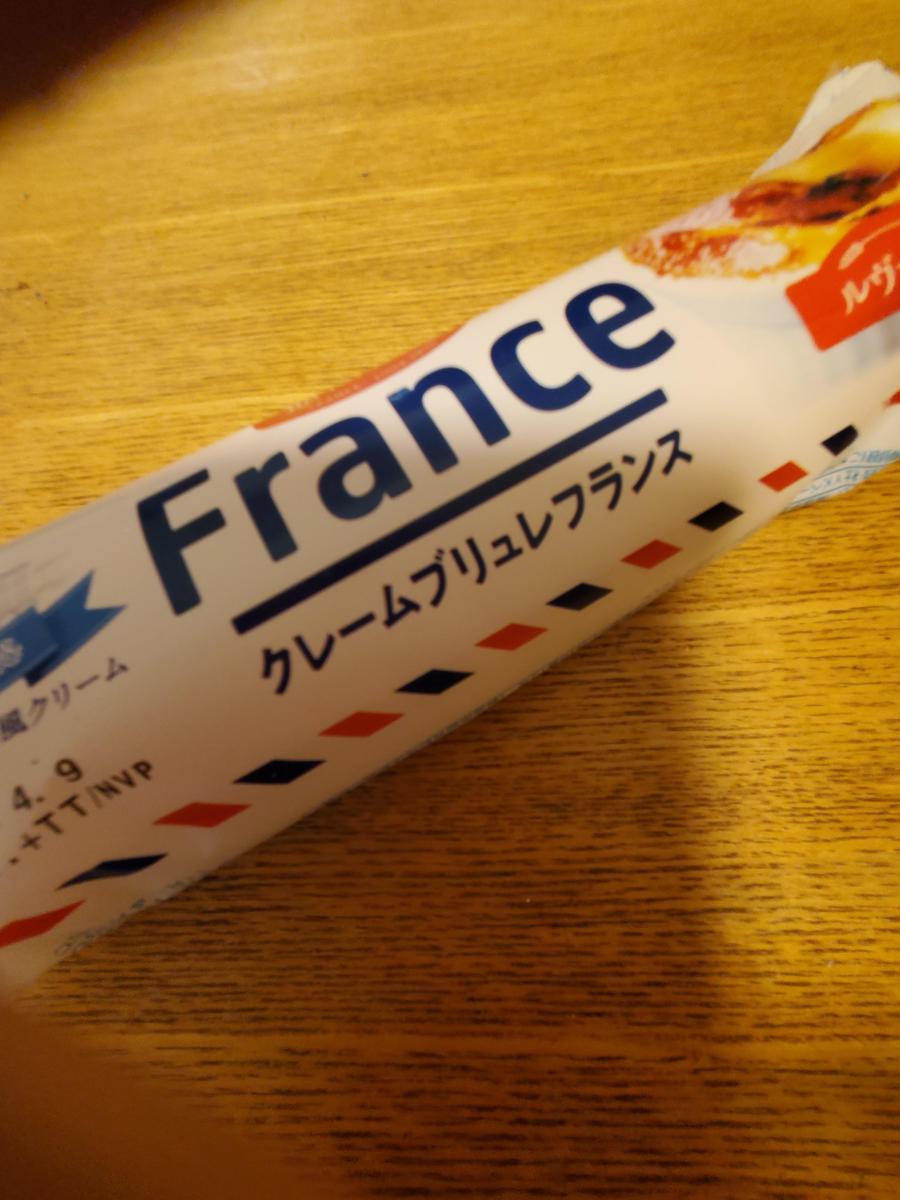 France
クレームブリュレフランス
ルヴ
風クリーム
4. 9
+TT/NVP